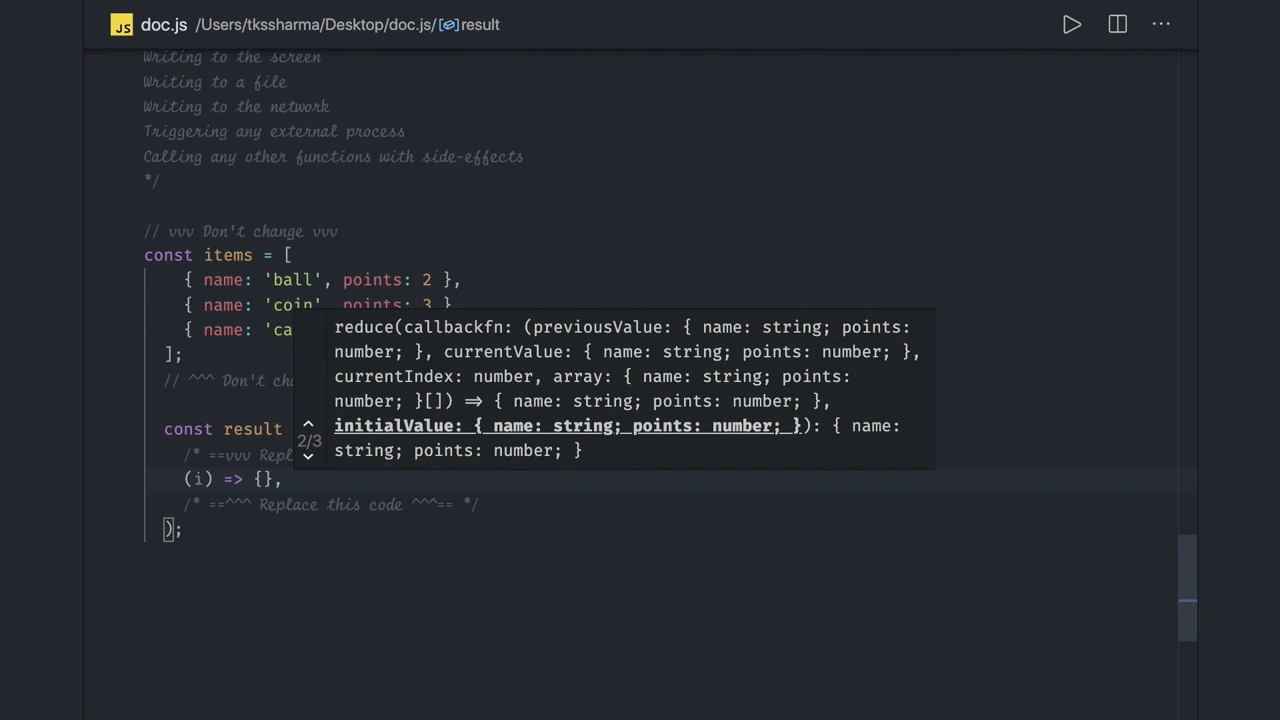 JS doc.js /Users/tkssharma/Desktop/doc.js/result
Writing to the screen
Writing to a file
Writing to the network
Triggering any external process
Calling any other functions with side-effects
*/
// vvv Don't change vvv
const items = [
{ name: 'ball', points: 2 },
{ name: 'coin', points: 3 },
{ name: 'ca
];
// ^^^ Don't cha
const result
/* ==vvv Repl
(i) => {},
/* ==^^^ Replace this code ^^^== */
);
2/3
reduce(callbackfn: (previousValue: { name: string; points:
number; }, currentValue: { name: string; points: number; },
currentIndex: number, array: { name: string; points:
number; }[]) => { name: string; points: number; },
initialValue: { name: string; points: number; }): { name:
string; points: number; }